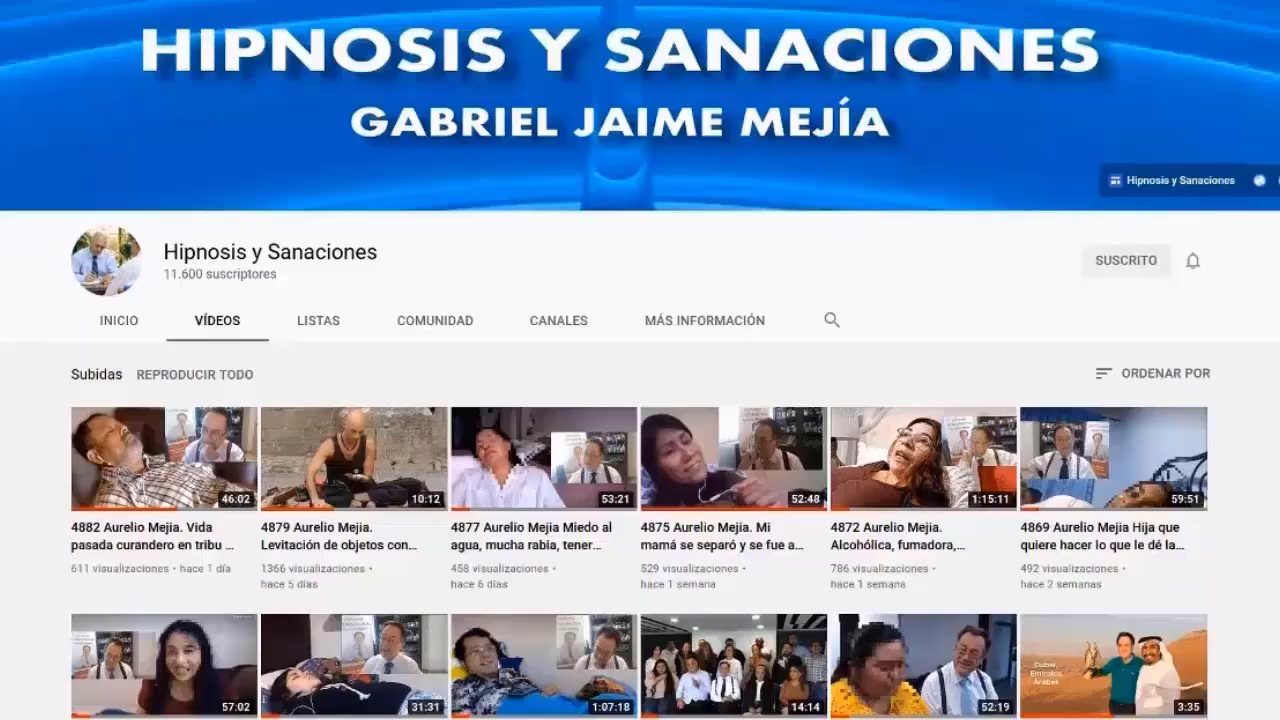 HIPNOSIS Y SANACIONES
GABRIEL JAIME MEJÍA
Hipnosis y Sanaciones
Hipnosis y Sanaciones
11.600 suscriptores
SUSCRITO
INICIO
VÍDEOS
LISTAS
COMUNIDAD
CANALES
MÁS INFORMACIÓN
Subidas
REPRODUCIR TODO
ORDENAR POR
46:02
10:12
53:21
52:48
1:15:11
59:51
4882 Aurelio Mejia. Vida
pasada curandero en tribu ...
611 visualizaciones • hace 1 día
4879 Aurelio Mejia.
Levitación de objetos con...
1366 visualizaciones •
hace 5 días
4877 Aurelio Mejia Miedo al
agua, mucha rabia, tener...
458 visualizaciones •
hace 6 días
4875 Aurelio Mejia. Mi
mamá se separó y se fue a...
529 visualizaciones •
hace 1 semana
4872 Aurelio Mejia.
Alcohólica, fumadora,...
786 visualizaciones •
hace 1 semana
4869 Aurelio Mejia Hija que
quiere hacer lo que le dé la...
492 visualizaciones •
hace 2 semanas
57:02
31:31
1:07:18
14:14
52:19
Dubai,
Emiratos
Árabes
3:35